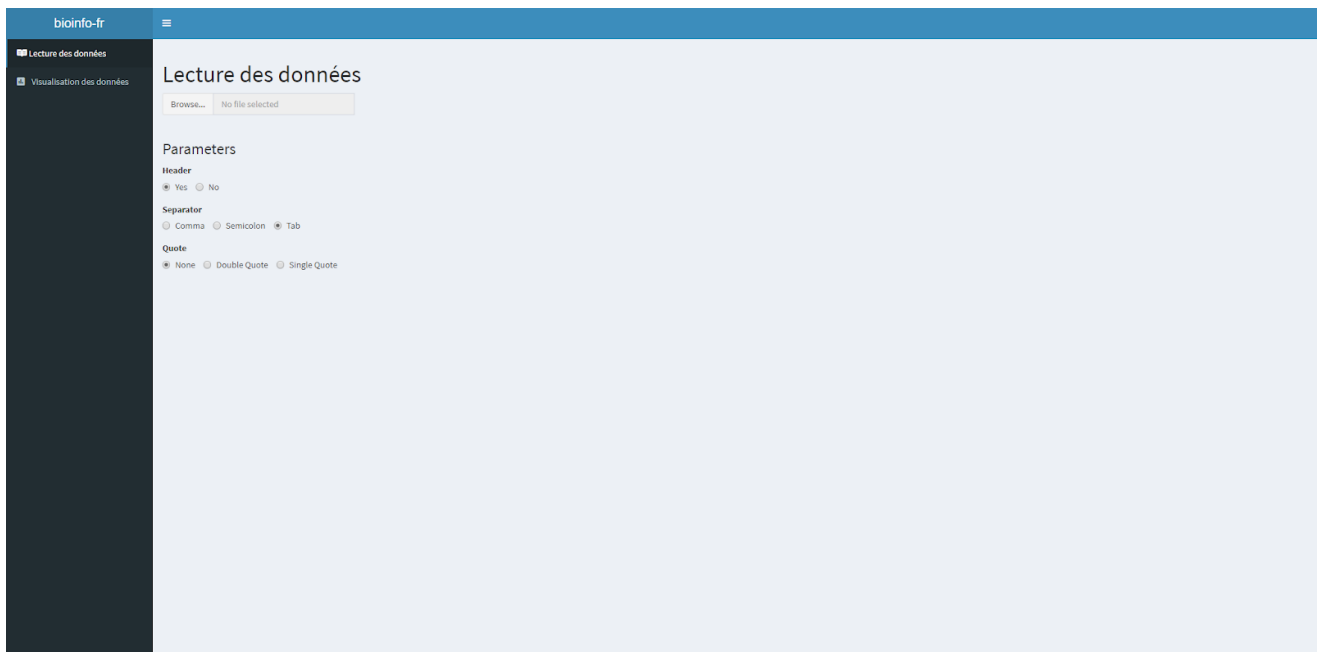 bioinfo-fr
Lecture des données
Visualisation des données
Lecture des données
Browse... No file selected
Parameters
Header
Yes No
Separator
Comma Semicolon Tab
Quote
None Double Quote Single Quote